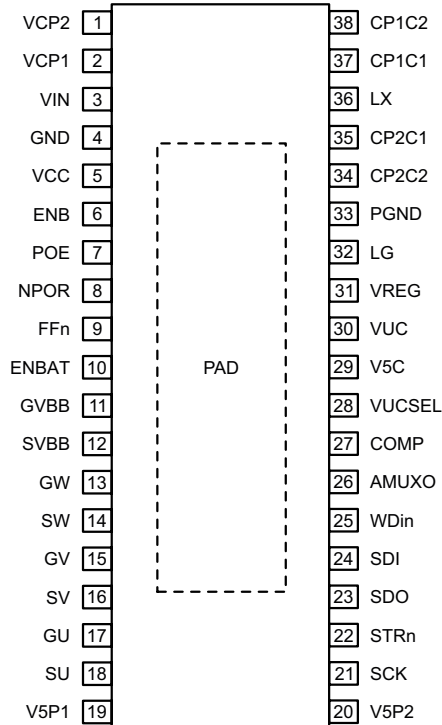 VCP2 1 38 CP1C2
VCP1 2 37 CP1C1
VIN 3 36 LX
GND 4 35 CP2C1
VCC 5 34 CP2C2
ENB 6 33 PGND
POE 7 32 LG
NPOR 8 31 VREG
FFn 9 30 VUC
ENBAT 10 PAD 29 V5C
GVBB 11 28 VUCSEL
SVBB 12 27 COMP
GW 13 26 AMUXO
SW 14 25 WDin
GV 15 24 SDI
SV 16 23 SDO
GU 17 22 STRn
SU 18 21 SCK
V5P1 19 20 V5P2